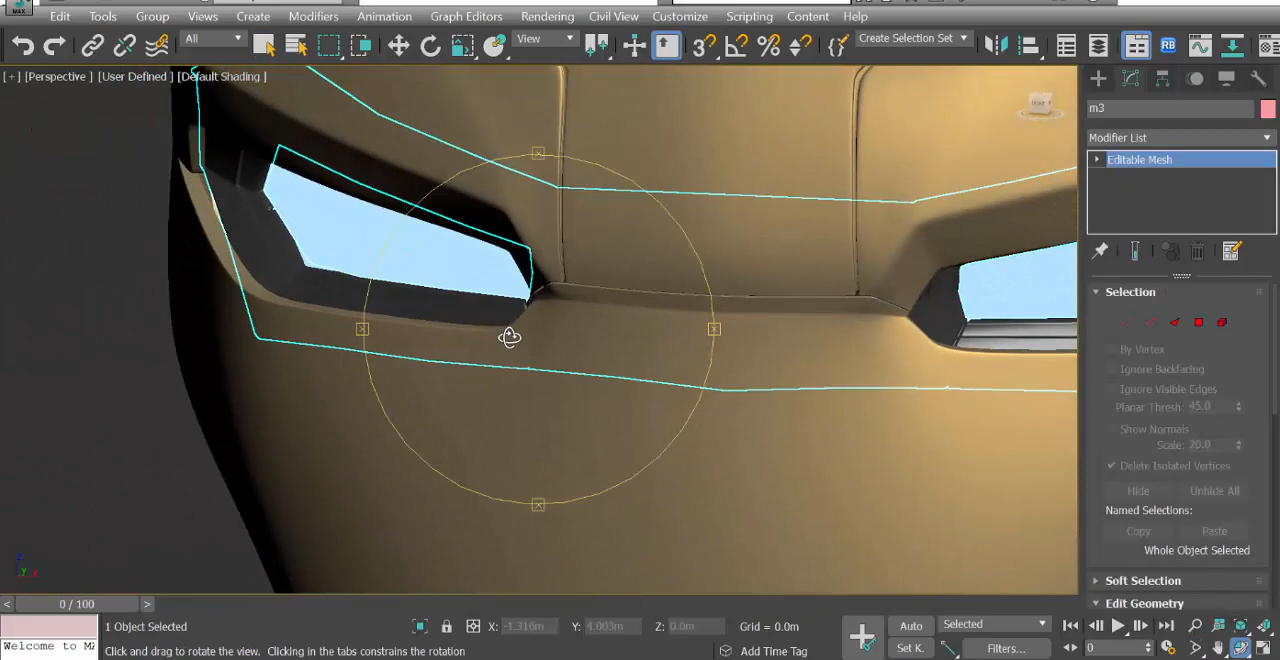 MAX
Edit Tools Group Views Create Modifiers Animation Graph Editors Rendering Civil View Customize Scripting Content Help
All View Create Selection Set RB
[+] [Perspective ] [User Defined ] [Default Shading ]
m3
Modifier List
Editable Mesh
Selection
By Vertex
Ignore Backfacing
Ignore Visible Edges
Planar Thresh: 45.0
Show Normals
Scale: 20.0
Delete Isolated Vertices
Hide Unhide All
Named Selections:
Copy Paste
Whole Object Selected
Soft Selection
Edit Geometry
< 0 / 100 >
1 Object Selected X: -1.316m Y: 4.003m Z: 0.0m Grid = 0.0m Auto Selected
Welcome to MA Click and drag to rotate the view. Clicking in the tabs constrains the rotation Add Time Tag Set K. Filters... 0